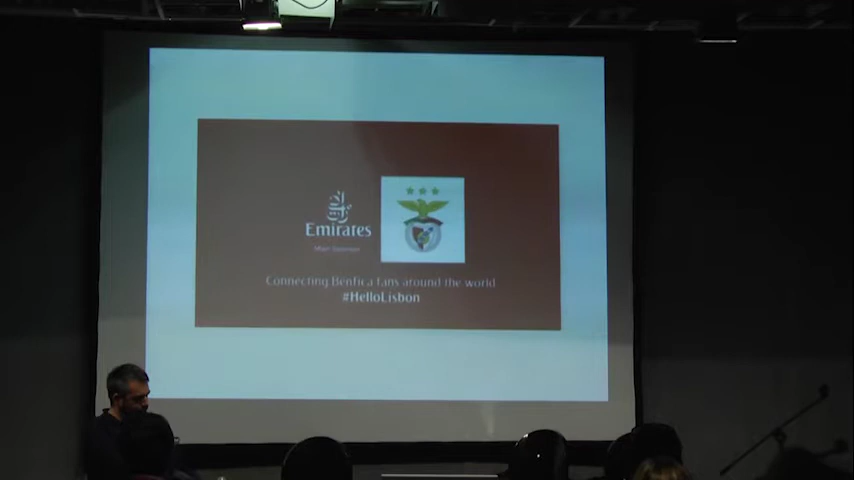 Emirates
Connecting Benfica fans around the world
#HelloLisbon